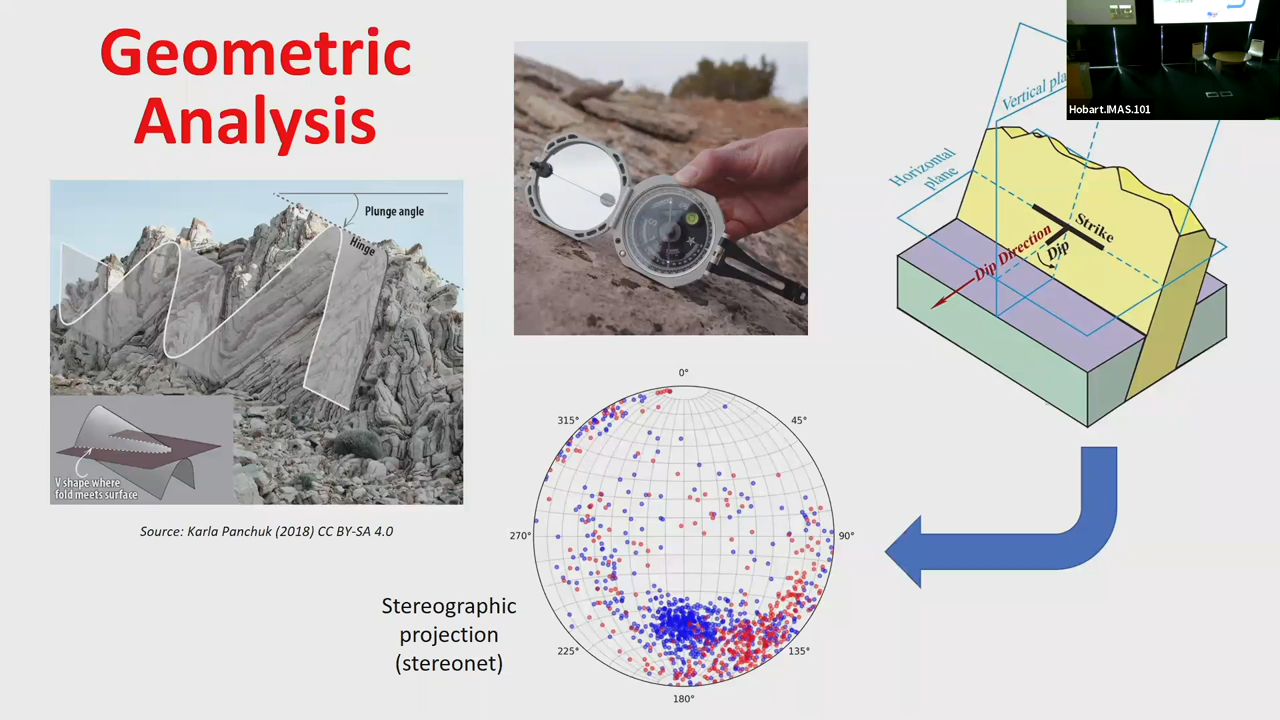 Geometric
Analysis
Plunge angle
Hinge
V shape where
fold meets surface
Source: Karla Panchuk (2018) CC BY-SA 4.0
Vertical pla
Horizontal
plane
Strike
Dip
Dip Direction
Hobart.IMAS.101
0°
315°
45°
270°
90°
225°
135°
180°
Stereographic
projection
(stereonet)